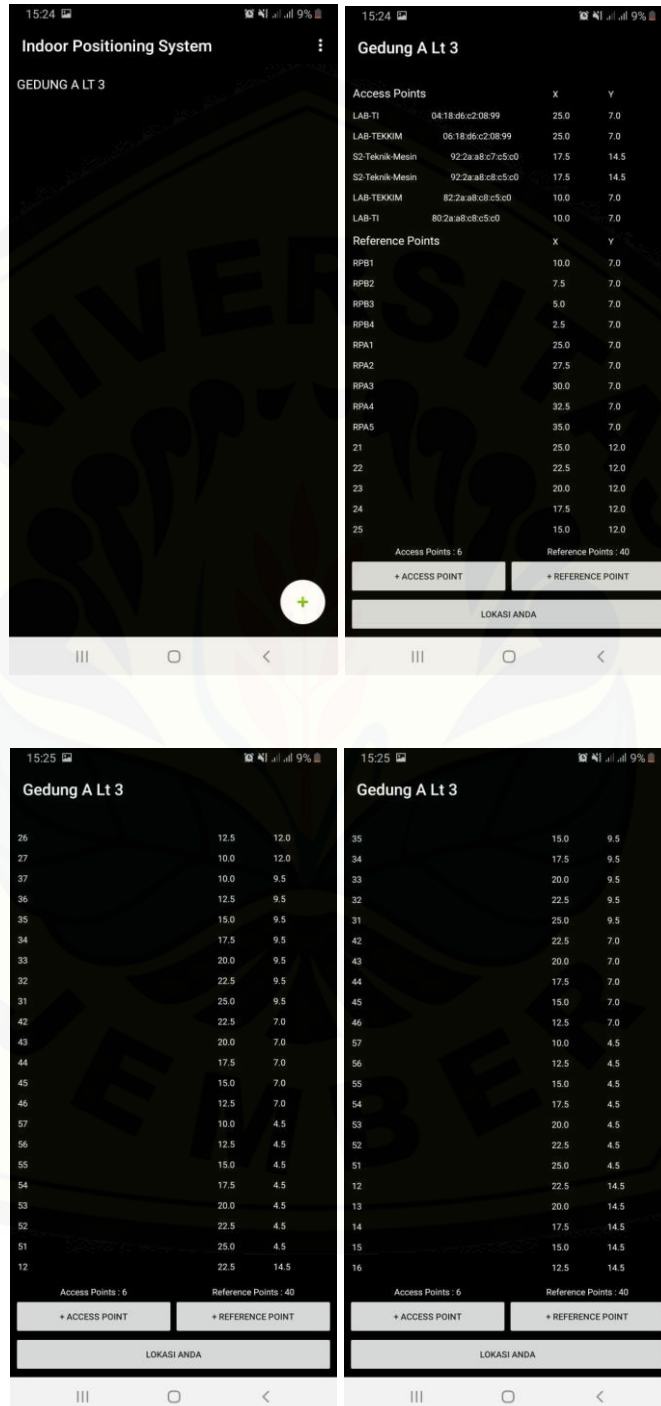 15:24 9%
Indoor Positioning System
GEDUNG A LT 3
+
15:24 9%
Gedung A Lt 3
Access Points X Y
LAB-TI 04:18:d6:c2:08:99 25.0 7.0
LAB-TEKKIM 06:18:d6:c2:08:99 25.0 7.0
S2-Teknik-Mesin 92:2a:a8:c7:c5:c0 17.5 14.5
S2-Teknik-Mesin 92:2a:a8:c8:c5:c0 17.5 14.5
LAB-TEKKIM 82:2a:a8:c8:c5:c0 10.0 7.0
LAB-TI 80:2a:a8:c8:c5:c0 10.0 7.0
Reference Points X Y
RPB1 10.0 7.0
RPB2 7.5 7.0
RPB3 5.0 7.0
RPB4 2.5 7.0
RPA1 25.0 7.0
RPA2 27.5 7.0
RPA3 30.0 7.0
RPA4 32.5 7.0
RPA5 35.0 7.0
21 25.0 12.0
22 22.5 12.0
23 20.0 12.0
24 17.5 12.0
25 15.0 12.0
Access Points : 6 Reference Points : 40
+ ACCESS POINT + REFERENCE POINT
LOKASI ANDA
15:25 9%
Gedung A Lt 3
26 12.5 12.0
27 10.0 12.0
37 10.0 9.5
36 12.5 9.5
35 15.0 9.5
34 17.5 9.5
33 20.0 9.5
32 22.5 9.5
31 25.0 9.5
42 22.5 7.0
43 20.0 7.0
44 17.5 7.0
45 15.0 7.0
46 12.5 7.0
57 10.0 4.5
56 12.5 4.5
55 15.0 4.5
54 17.5 4.5
53 20.0 4.5
52 22.5 4.5
51 25.0 4.5
12 22.5 14.5
Access Points : 6 Reference Points : 40
+ ACCESS POINT + REFERENCE POINT
LOKASI ANDA
15:25 9%
Gedung A Lt 3
35 15.0 9.5
34 17.5 9.5
33 20.0 9.5
32 22.5 9.5
31 25.0 9.5
42 22.5 7.0
43 20.0 7.0
44 17.5 7.0
45 15.0 7.0
46 12.5 7.0
57 10.0 4.5
56 12.5 4.5
55 15.0 4.5
54 17.5 4.5
53 20.0 4.5
52 22.5 4.5
51 25.0 4.5
12 22.5 14.5
13 20.0 14.5
14 17.5 14.5
15 15.0 14.5
16 12.5 14.5
Access Points : 6 Reference Points : 40
+ ACCESS POINT + REFERENCE POINT
LOKASI ANDA
UNIVERSITAS
JEMBER